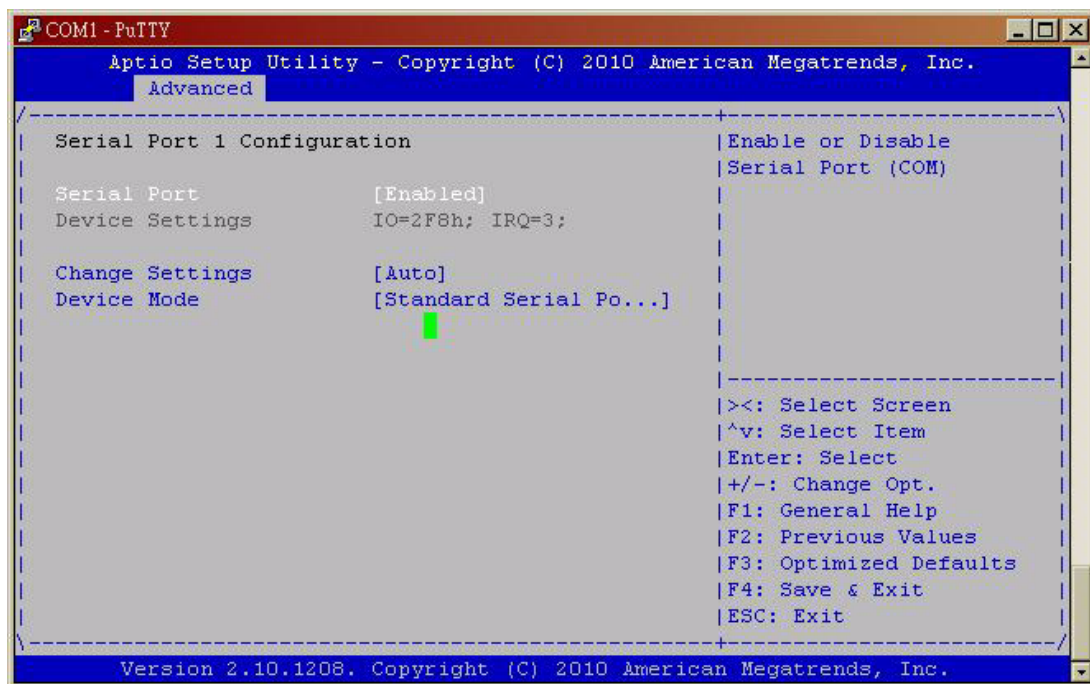 COM1 - PuTTY
Aptio Setup Utility - Copyright (C) 2010 American Megatrends, Inc.
Advanced
Serial Port 1 Configuration
Serial Port [Enabled]
Device Settings IO=2F8h; IRQ=3;
Change Settings [Auto]
Device Mode [Standard Serial Po...]
Enable or Disable
Serial Port (COM)
><: Select Screen
^v: Select Item
Enter: Select
+/-: Change Opt.
F1: General Help
F2: Previous Values
F3: Optimized Defaults
F4: Save & Exit
ESC: Exit
Version 2.10.1208. Copyright (C) 2010 American Megatrends, Inc.